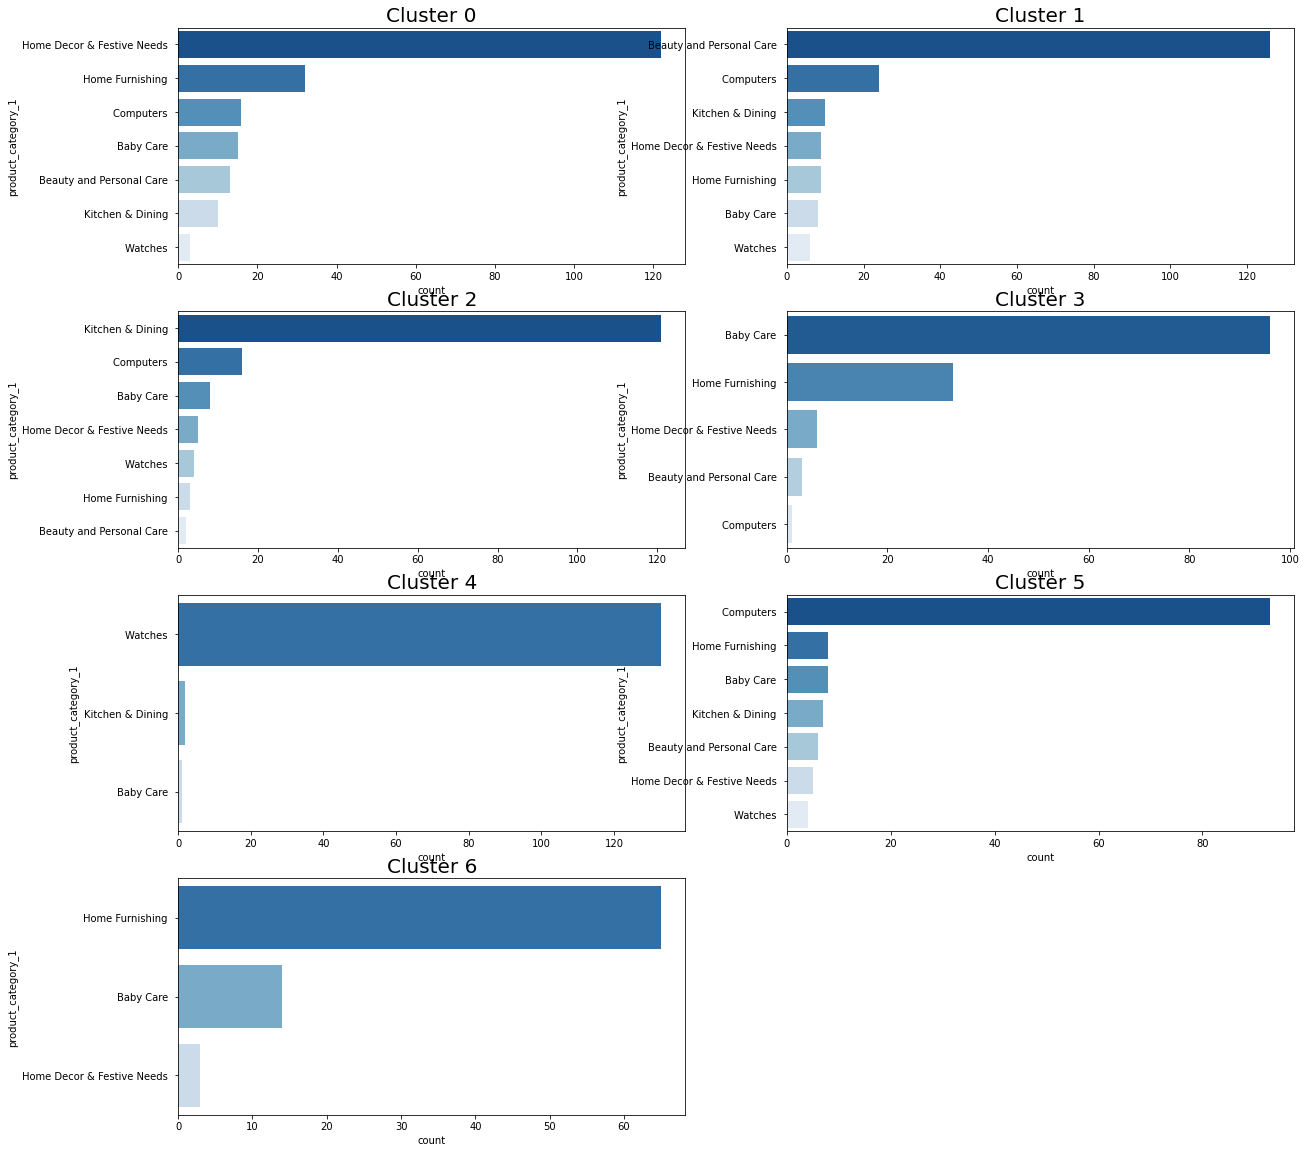 Cluster 0
product_category_1
Home Decor & Festive Needs
Home Furnishing
Computers
Baby Care
Beauty and Personal Care
Kitchen & Dining
Watches
0 20 40 60 80 100 120
count
Cluster 1
product_category_1
Beauty and Personal Care
Computers
Kitchen & Dining
Home Decor & Festive Needs
Home Furnishing
Baby Care
Watches
0 20 40 60 80 100 120
count
Cluster 2
product_category_1
Kitchen & Dining
Computers
Baby Care
Home Decor & Festive Needs
Watches
Home Furnishing
Beauty and Personal Care
0 20 40 60 80 100 120
count
Cluster 3
product_category_1
Baby Care
Home Furnishing
Home Decor & Festive Needs
Beauty and Personal Care
Computers
0 20 40 60 80 100
count
Cluster 4
product_category_1
Watches
Kitchen & Dining
Baby Care
0 20 40 60 80 100 120
count
Cluster 5
product_category_1
Computers
Home Furnishing
Baby Care
Kitchen & Dining
Beauty and Personal Care
Home Decor & Festive Needs
Watches
0 20 40 60 80
count
Cluster 6
product_category_1
Home Furnishing
Baby Care
Home Decor & Festive Needs
0 10 20 30 40 50 60
count